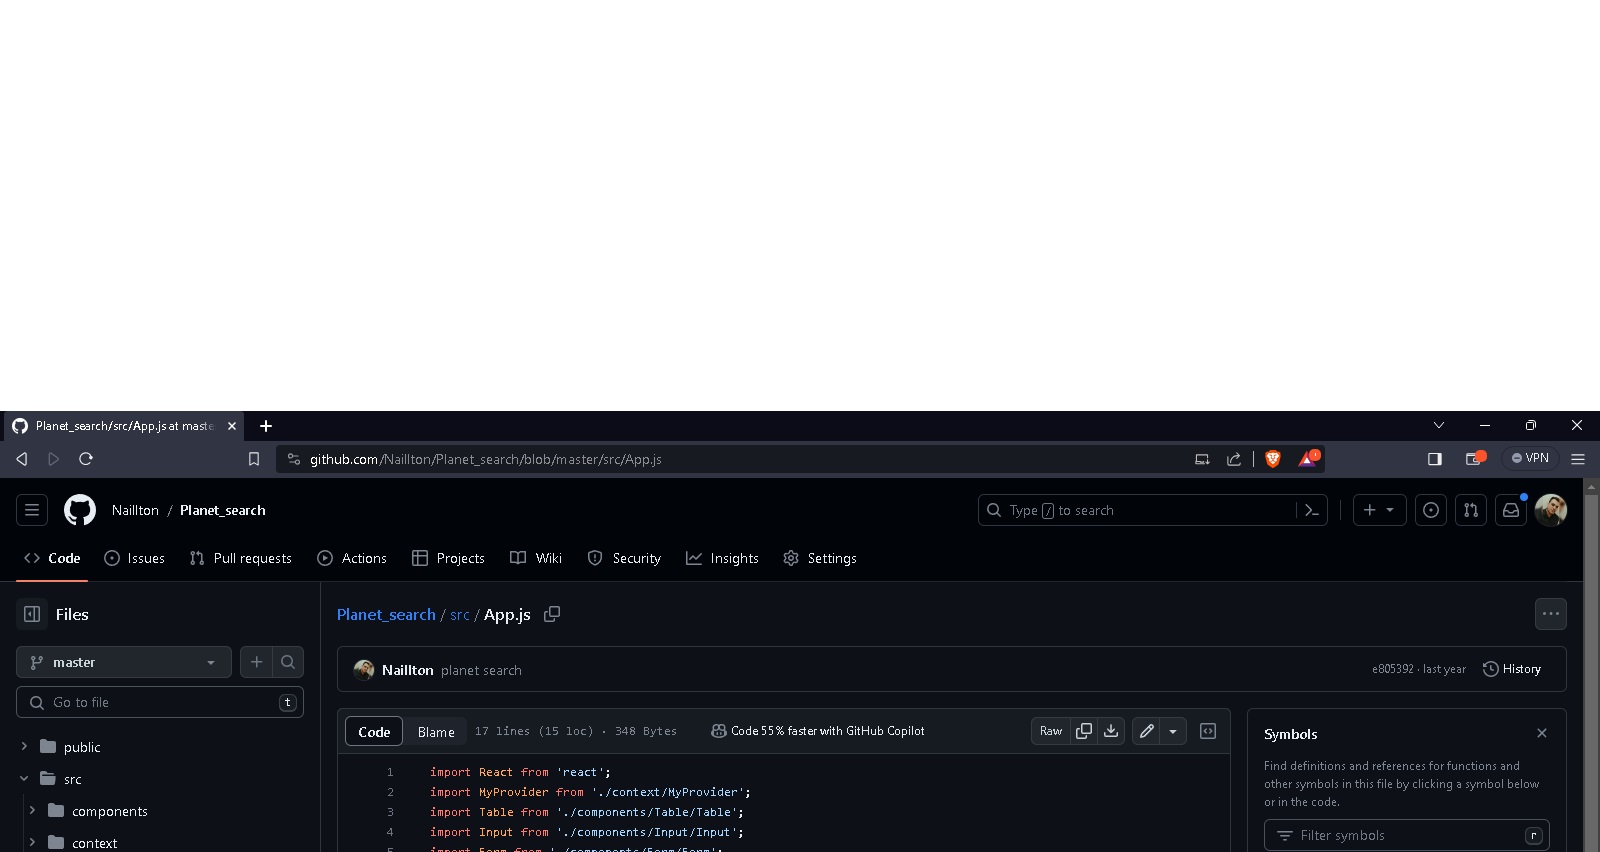 Planet_search/src/App.js at maste
github.com/Naillton/Planet_search/blob/master/src/App.js
VPN
Naillton / Planet_search
Type / to search
Code Issues Pull requests Actions Projects Wiki Security Insights Settings
Files
master
Go to file
t
public
src
components
context
Planet_search / src / App.js
Naillton planet search
e805392 · last year
History
Code Blame 17 lines (15 loc) · 348 Bytes
Code 55% faster with GitHub Copilot
Raw
1 import React from 'react';
2 import MyProvider from './context/MyProvider';
3 import Table from './components/Table/Table';
4 import Input from './components/Input/Input';
5 import Form from './components/Form/Form';
Symbols
Find definitions and references for functions and
other symbols in this file by clicking a symbol below
or in the code.
Filter symbols
r